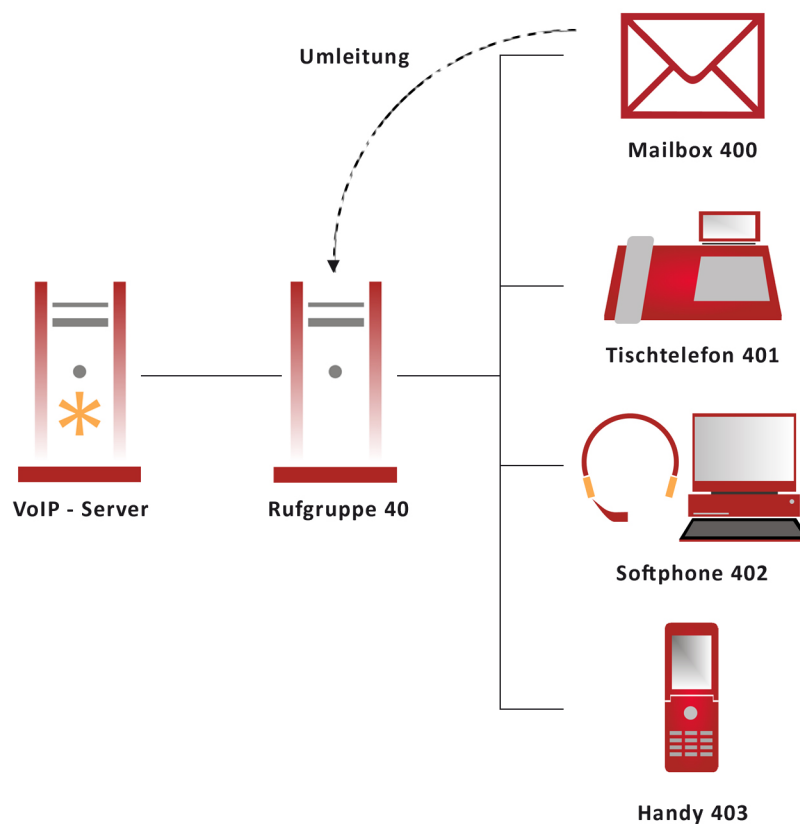 Umleitung
Mailbox 400
Tischtelefon 401
VoIP - Server
Rufgruppe 40
Softphone 402
Handy 403